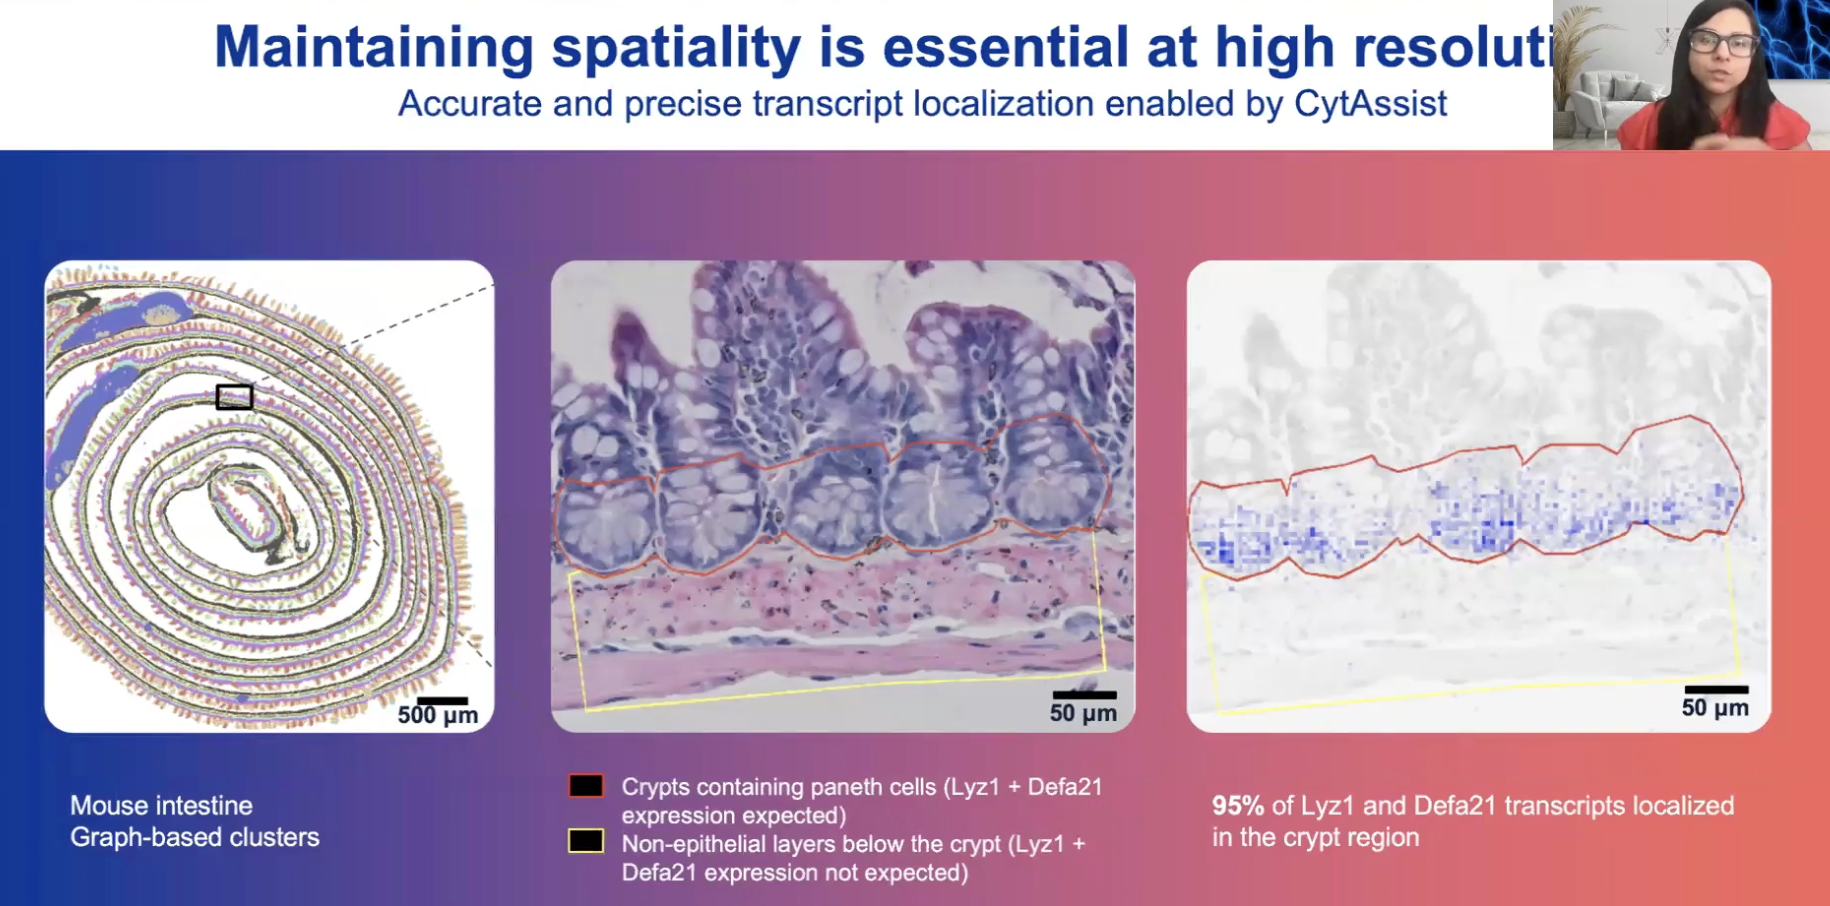 Maintaining spatiality is essential at high resoluti
Accurate and precise transcript localization enabled by CytAssist
500 µm
50 µm
50 µm
Mouse intestine
Graph-based clusters
Crypts containing paneth cells (Lyz1 + Defa21
expression expected)
Non-epithelial layers below the crypt (Lyz1 +
Defa21 expression not expected)
95% of Lyz1 and Defa21 transcripts localized
in the crypt region